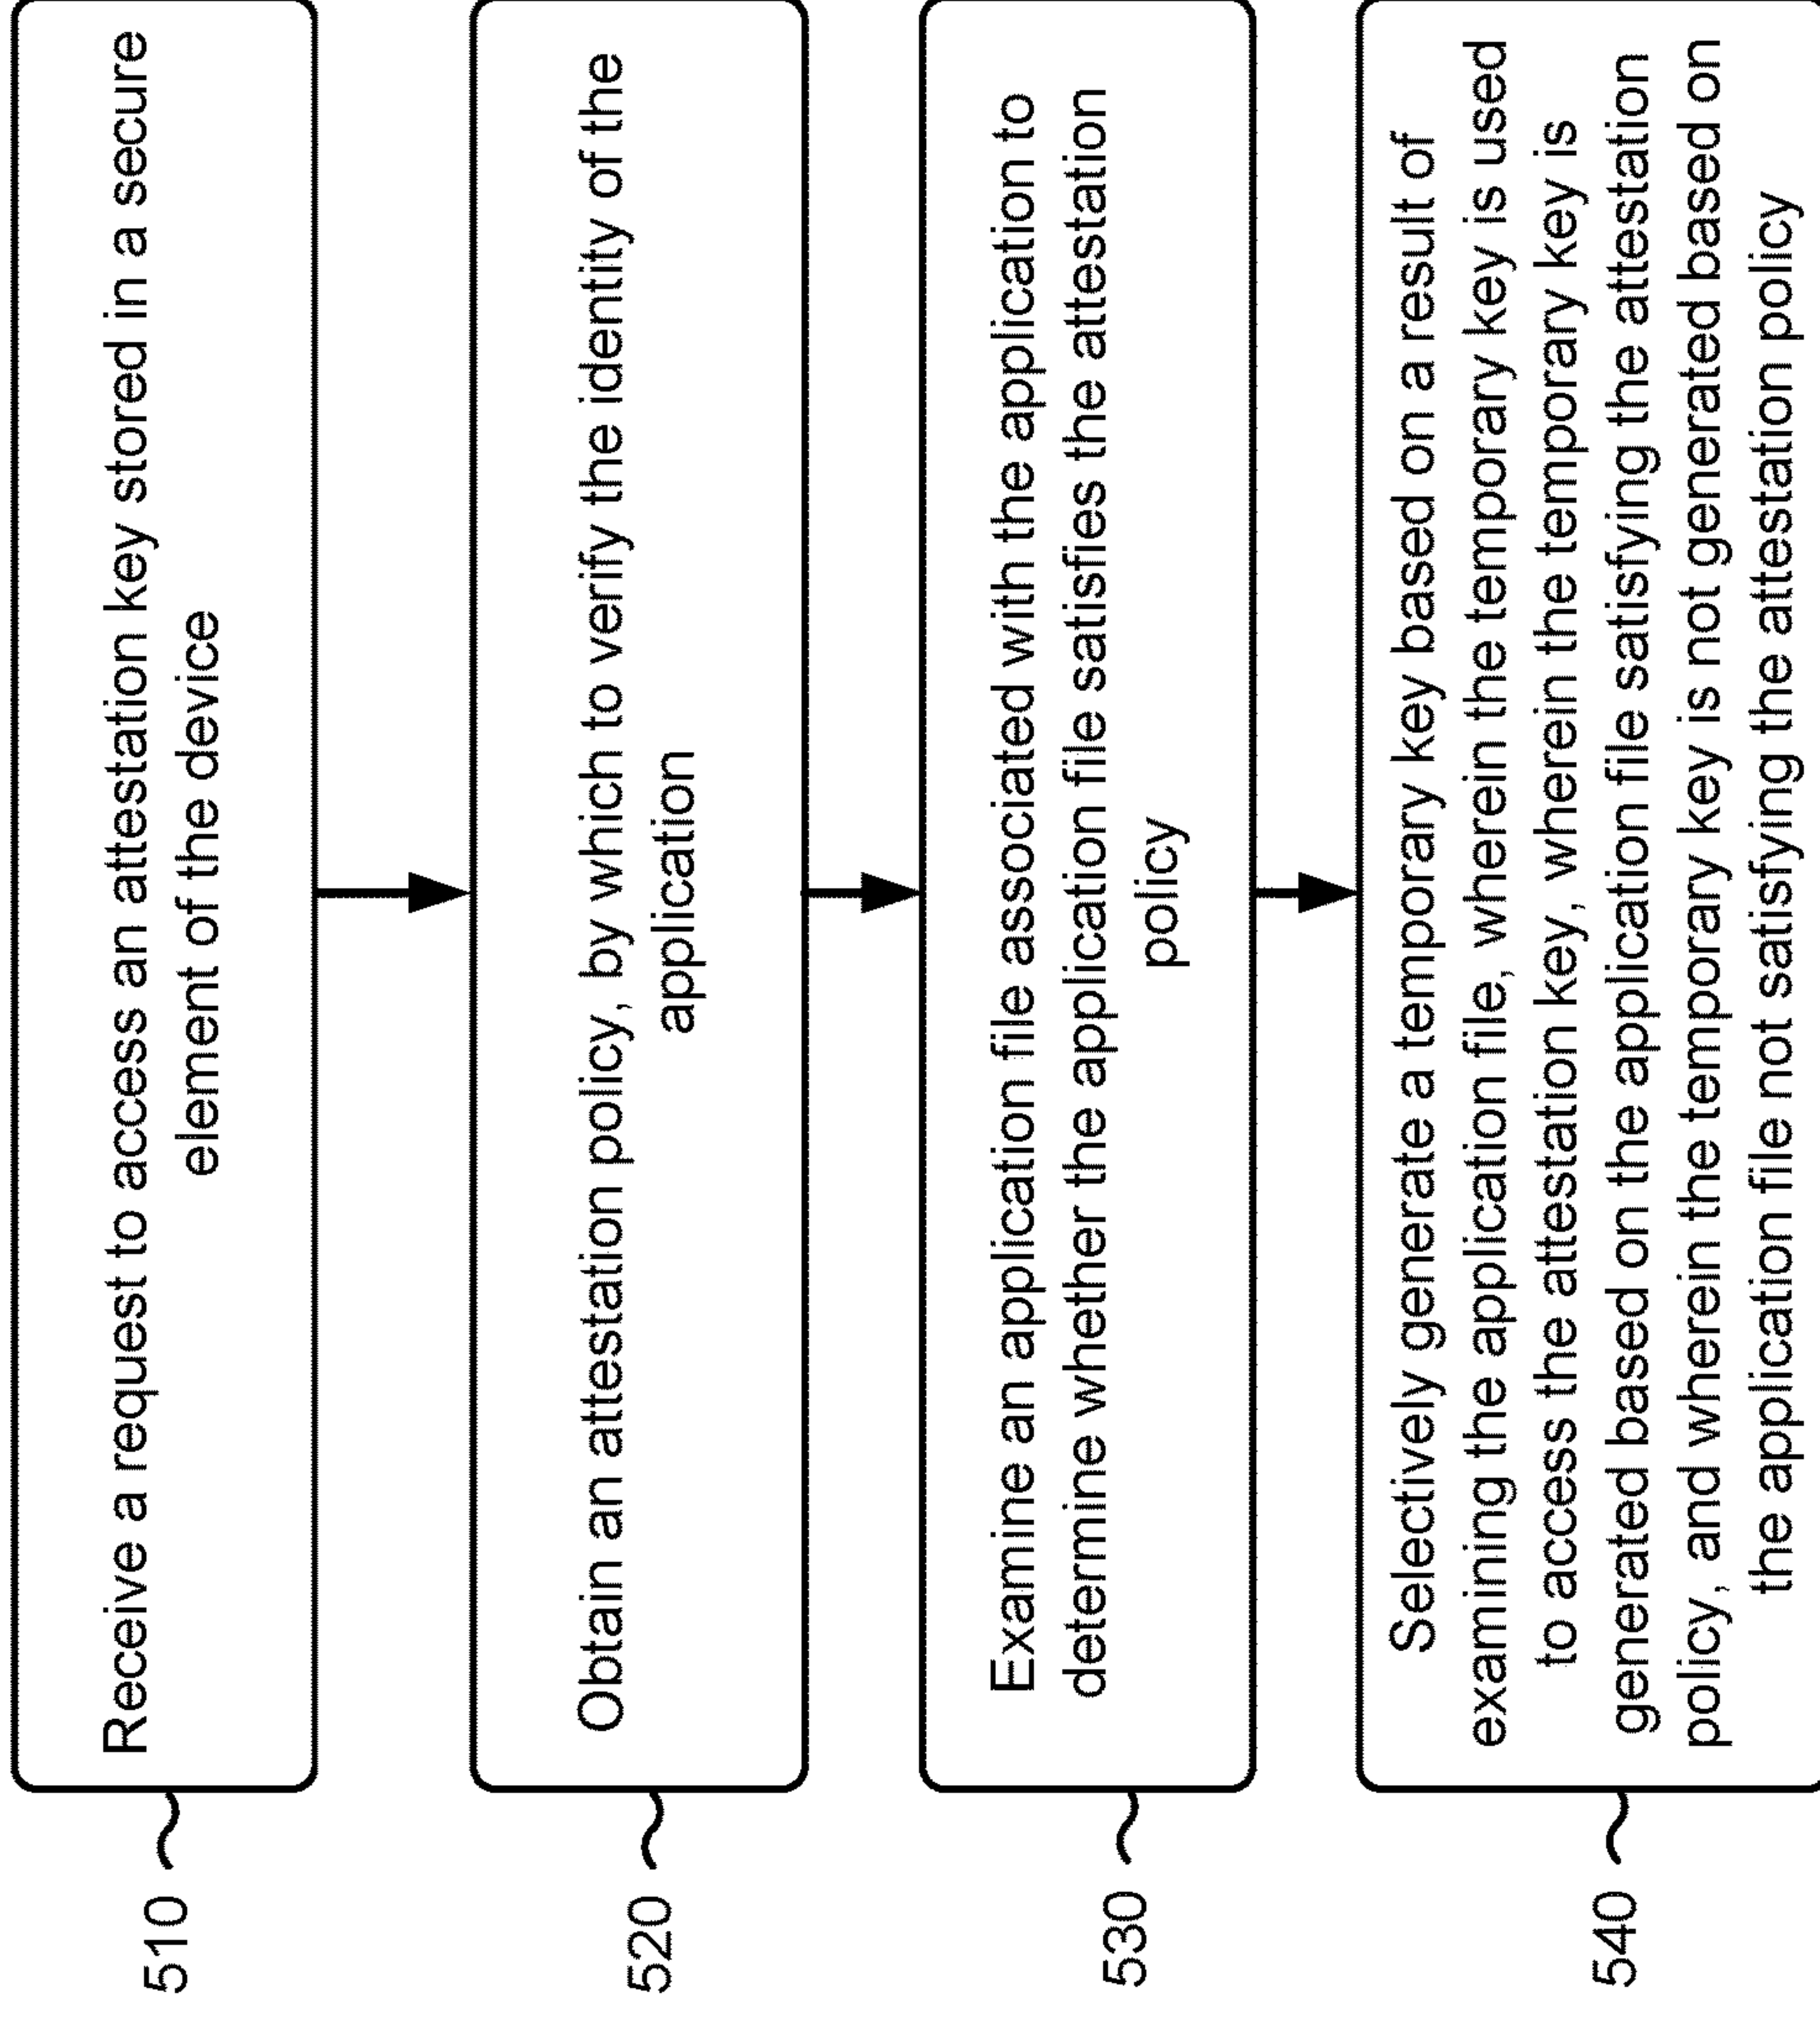 510
Receive a request to access an attestation key stored in a secure
element of the device
520
Obtain an attestation policy, by which to verify the identity of the
application
530
Examine an application file associated with the application to
determine whether the application file satisfies the attestation
policy
540
Selectively generate a temporary key based on a result of
examining the application file, wherein the temporary key is used
to access the attestation key, wherein the temporary key is
generated based on the application file satisfying the attestation
policy, and wherein the temporary key is not generated based on
the application file not satisfying the attestation policy